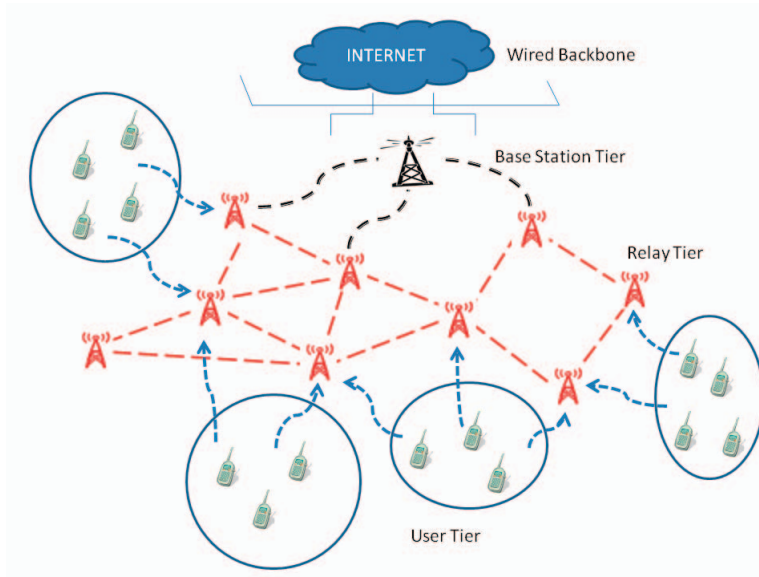 INTERNET
Wired Backbone
Base Station Tier
Relay Tier
User Tier